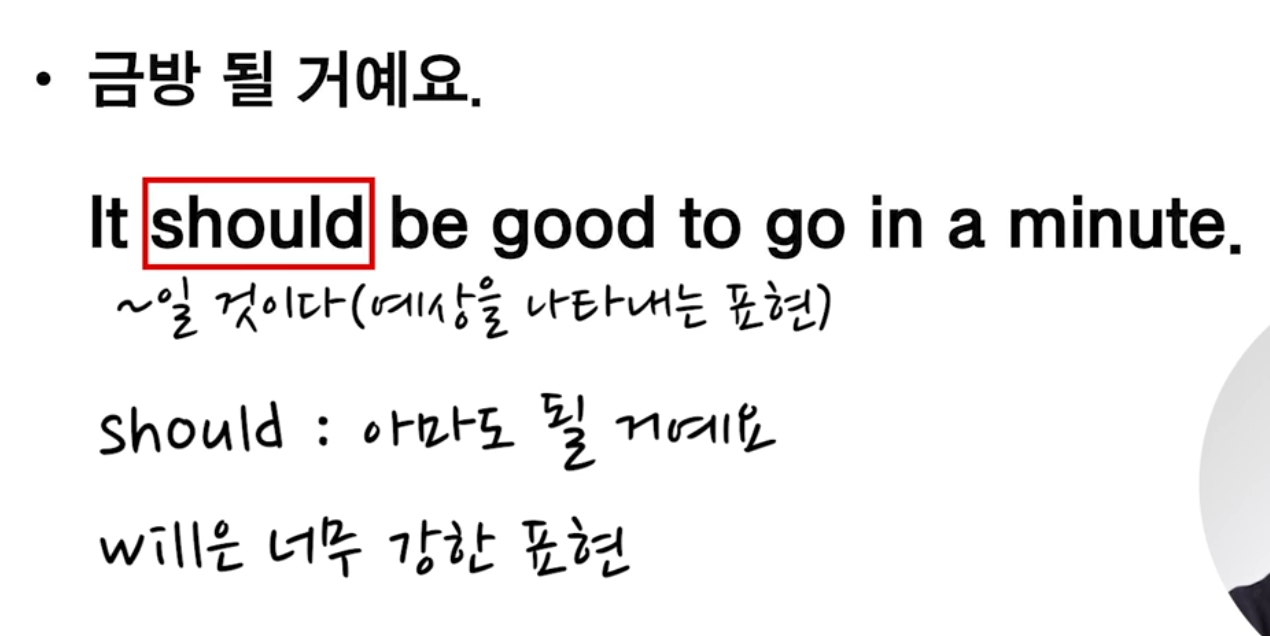 • 금방 될 거예요.
It should be good to go in a minute.
~일 것이다(예상을 나타내는 표현)
should : 아마도 될 거예요
will은 너무 강한 표현